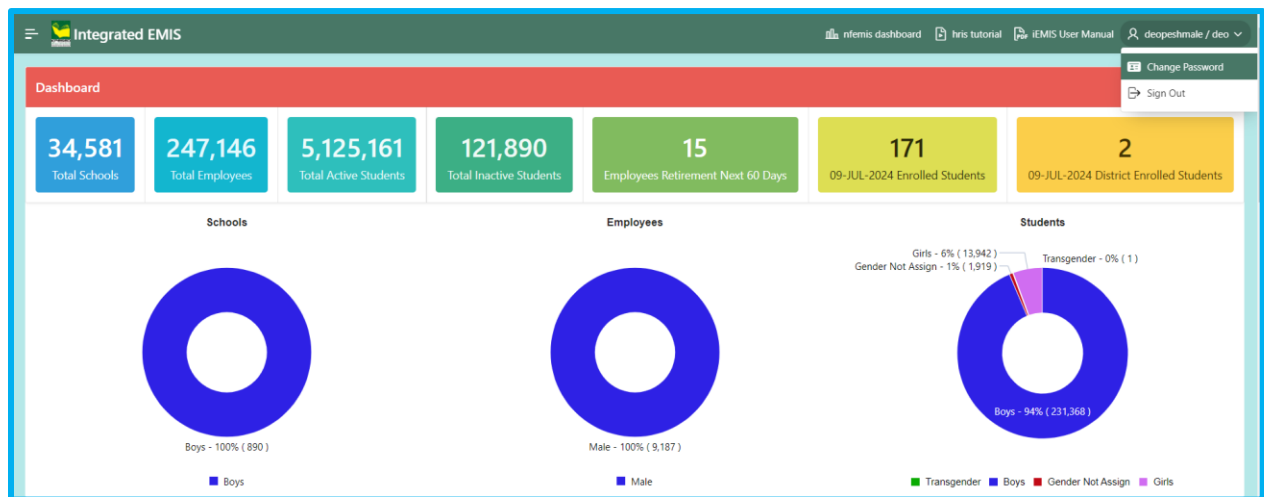 Integrated EMIS
nfemis dashboard hris tutorial iEMIS User Manual deopeshmale / deo
Change Password
Sign Out
Dashboard
34,581
Total Schools
247,146
Total Employees
5,125,161
Total Active Students
121,890
Total Inactive Students
15
Employees Retirement Next 60 Days
171
09-JUL-2024 Enrolled Students
2
09-JUL-2024 District Enrolled Students
Schools
Boys - 100% ( 890 )
Boys
Employees
Male - 100% ( 9,187 )
Male
Students
Girls - 6% ( 13,942 )
Transgender - 0% ( 1 )
Gender Not Assign - 1% ( 1,919 )
Boys - 94% ( 231,368 )
Transgender Boys Gender Not Assign Girls